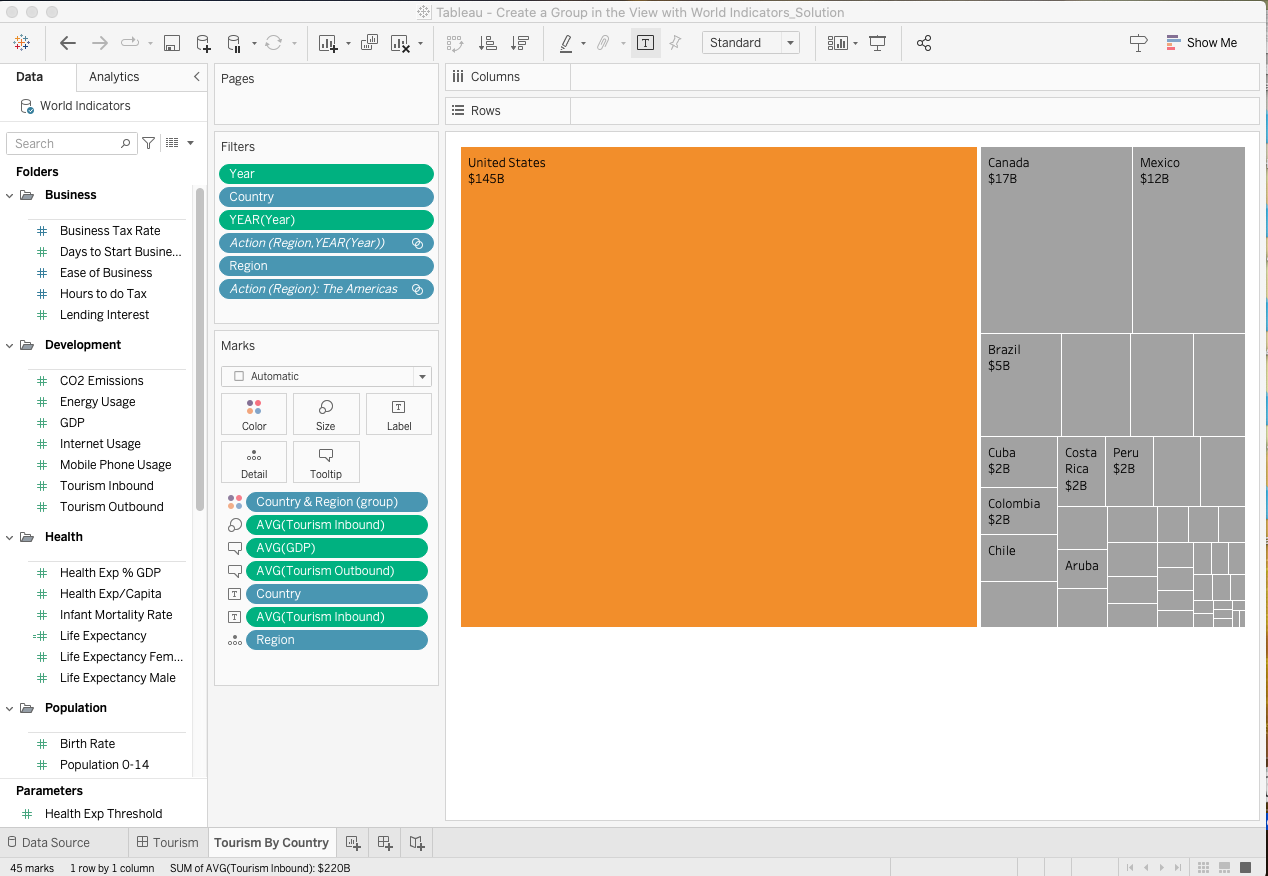 Tableau - Create a Group in the View with World Indicators_Solution
Standard
Show Me
Data
Analytics
World Indicators
Search
Folders
Business
Business Tax Rate
Days to Start Busine...
Ease of Business
Hours to do Tax
Lending Interest
Development
CO2 Emissions
Energy Usage
GDP
Internet Usage
Mobile Phone Usage
Tourism Inbound
Tourism Outbound
Health
Health Exp % GDP
Health Exp/Capita
Infant Mortality Rate
Life Expectancy
Life Expectancy Fem...
Life Expectancy Male
Population
Birth Rate
Population 0-14
Parameters
Health Exp Threshold
Pages
Filters
Year
Country
YEAR(Year)
Action (Region,YEAR(Year))
Region
Action (Region): The Americas
Marks
Automatic
Color
Size
Label
Detail
Tooltip
Country & Region (group)
AVG(Tourism Inbound)
AVG(GDP)
AVG(Tourism Outbound)
Country
AVG(Tourism Inbound)
Region
Columns
Rows
United States
$145B
Canada
$17B
Mexico
$12B
Brazil
$5B
Cuba
$2B
Costa
Rica
$2B
Peru
$2B
Colombia
$2B
Chile
Aruba
Data Source
Tourism
Tourism By Country
45 marks
1 row by 1 column
SUM of AVG(Tourism Inbound): $220B